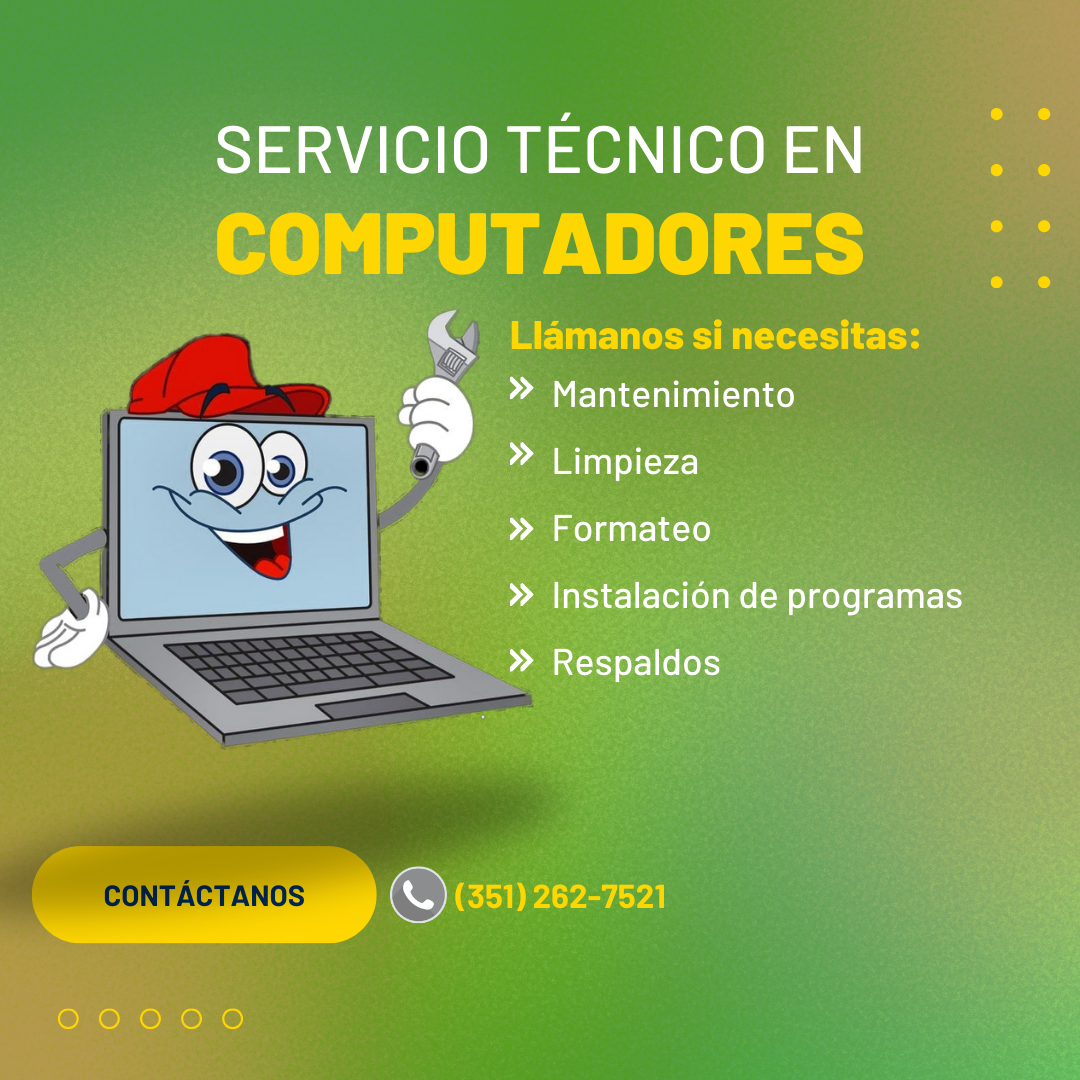 SERVICIO TÉCNICO EN
COMPUTADORES
Llámanos si necesitas:
Mantenimiento
Limpieza
Formateo
Instalación de programas
Respaldos
CONTÁCTANOS
(351) 262-7521